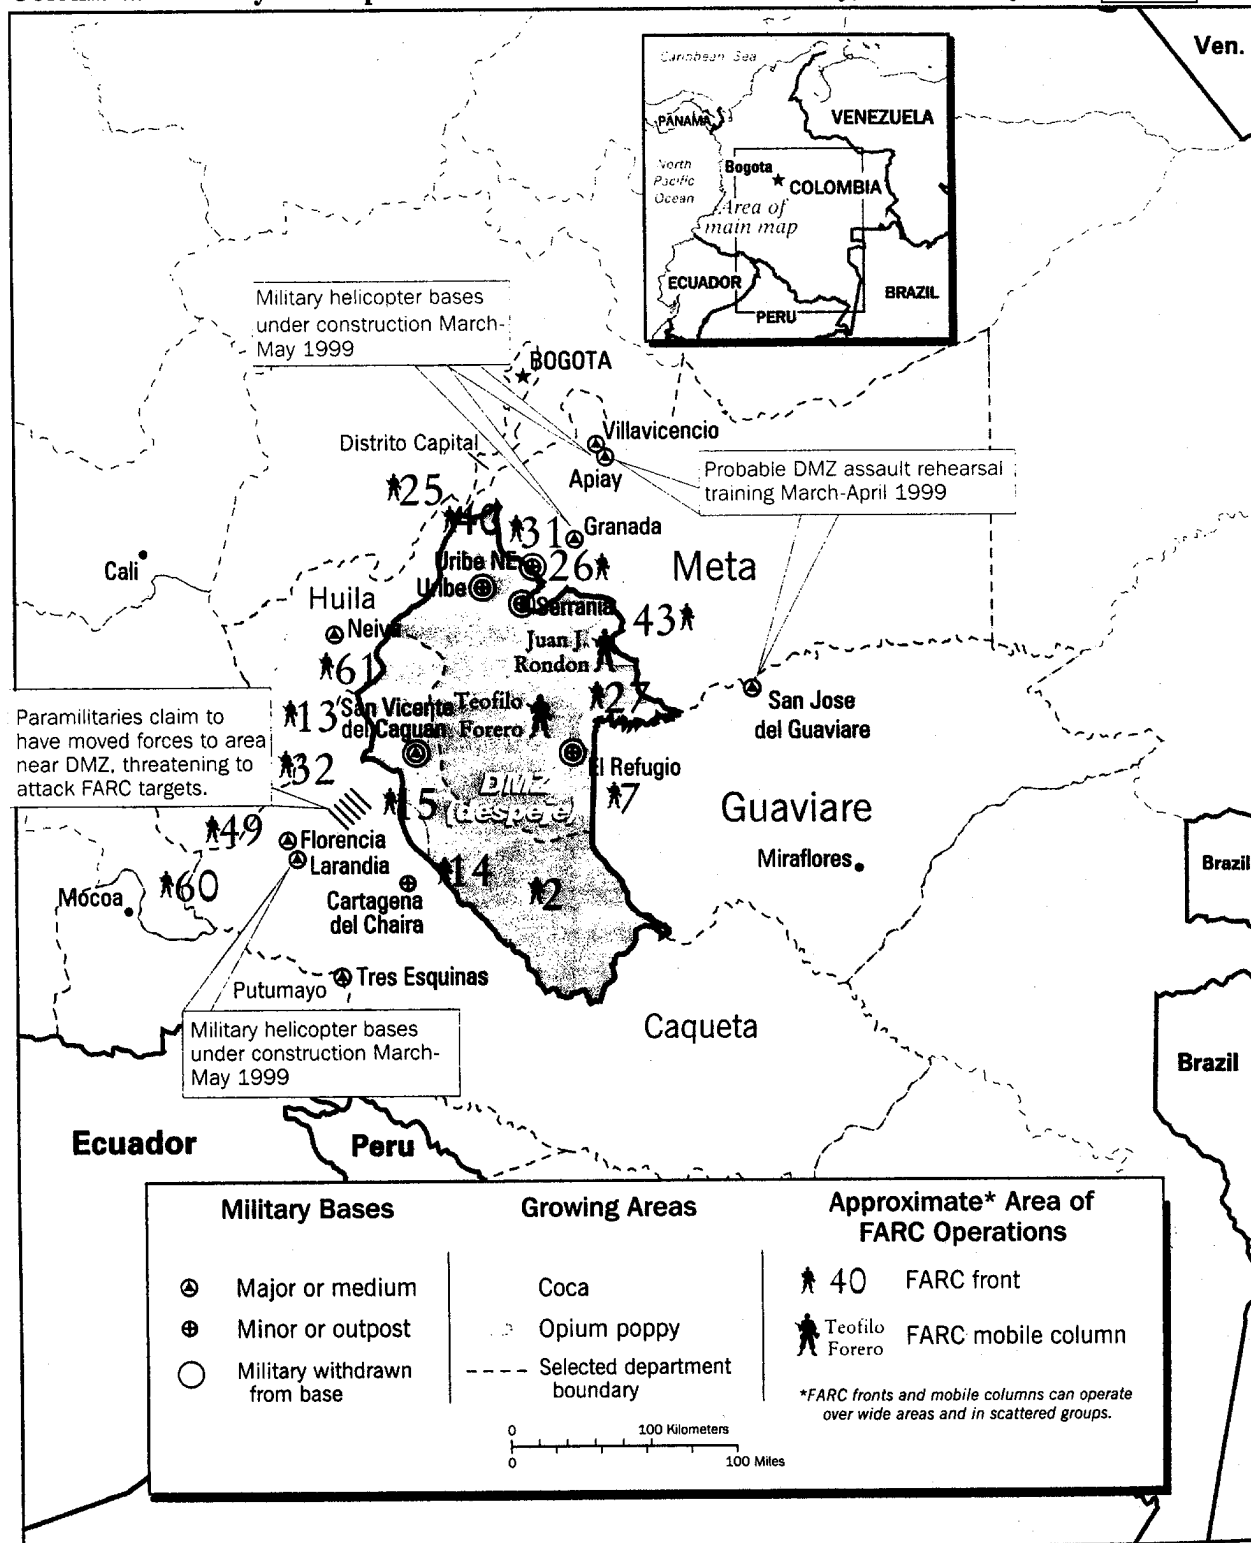 Ven.
Caribbean Sea
PANAMA
VENEZUELA
North
Pacific
Ocean
Bogota
COLOMBIA
Area of
main map
ECUADOR
PERU
BRAZIL
Military helicopter bases
under construction March-
May 1999
BOGOTA
Distrito Capital
Villavicencio
Apiay
Probable DMZ assault rehearsal
training March-April 1999
25
40
31
Granada
Uribe NE
26
Meta
Cali
Uribe
Huila
Serrania
43
Neiva
Juan J.
Rondon
61
27
San Jose
del Guaviare
Paramilitaries claim to
have moved forces to area
near DMZ, threatening to
attack FARC targets.
13
San Vicente
del Caguan
Teofilo
Forero
32
El Refugio
DMZ
(despeje)
15
7
Guaviare
49
Florencia
Larandia
Miraflores
Brazil
14
60
2
Mocoa
Cartagena
del Chaira
Tres Esquinas
Putumayo
Military helicopter bases
under construction March-
May 1999
Caqueta
Brazil
Ecuador
Peru
Military Bases
Major or medium
Minor or outpost
Military withdrawn
from base
Growing Areas
Coca
Opium poppy
Selected department
boundary
0 100 Kilometers
0 100 Miles
Approximate* Area of
FARC Operations
40 FARC front
Teofilo
Forero
FARC mobile column
*FARC fronts and mobile columns can operate
over wide areas and in scattered groups.